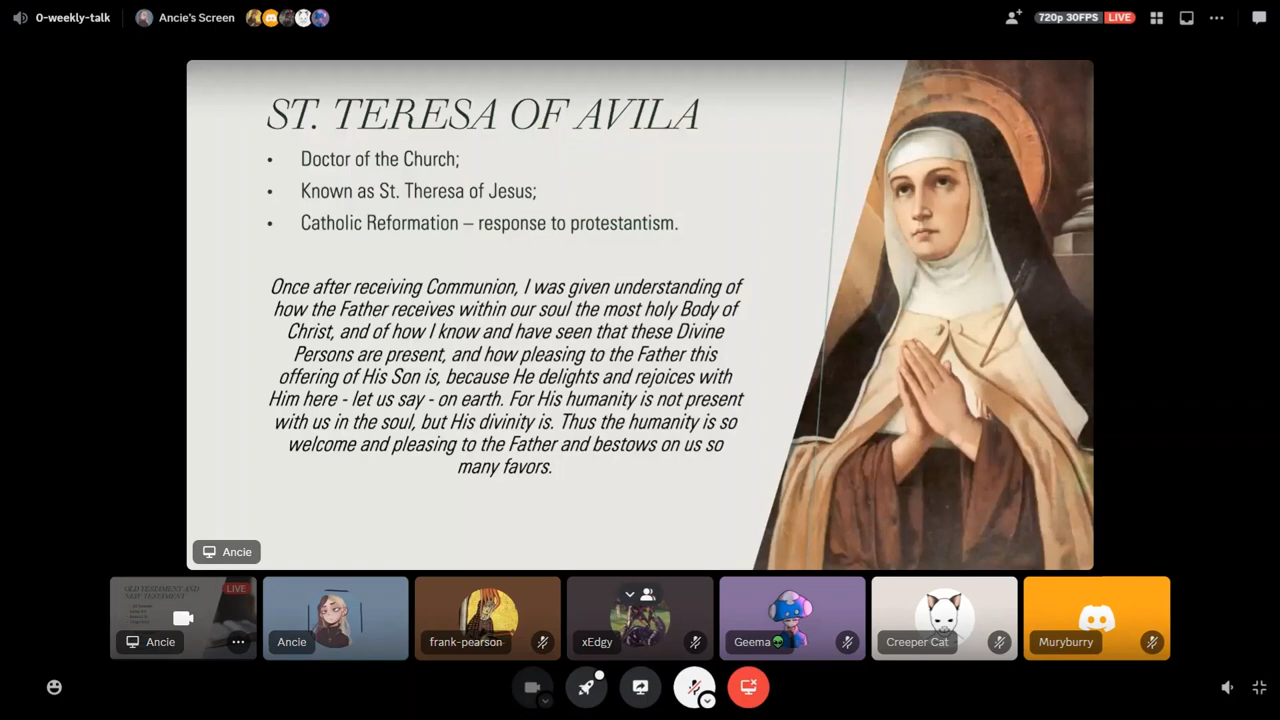 0-weekly-talk
Ancie's Screen
720p 30FPS LIVE
ST. TERESA OF AVILA
• Doctor of the Church;
• Known as St. Theresa of Jesus;
• Catholic Reformation – response to protestantism.
Once after receiving Communion, I was given understanding of
how the Father receives within our soul the most holy Body of
Christ, and of how I know and have seen that these Divine
Persons are present, and how pleasing to the Father this
offering of His Son is, because He delights and rejoices with
Him here - let us say - on earth. For His humanity is not present
with us in the soul, but His divinity is. Thus the humanity is so
welcome and pleasing to the Father and bestows on us so
many favors.
Ancie
OLD TESTAMENT AND
NEW TESTAMENT
LIVE
Ancie
Ancie
frank-pearson
xEdgy
Geema👽
Creeper Cat
Muryburry